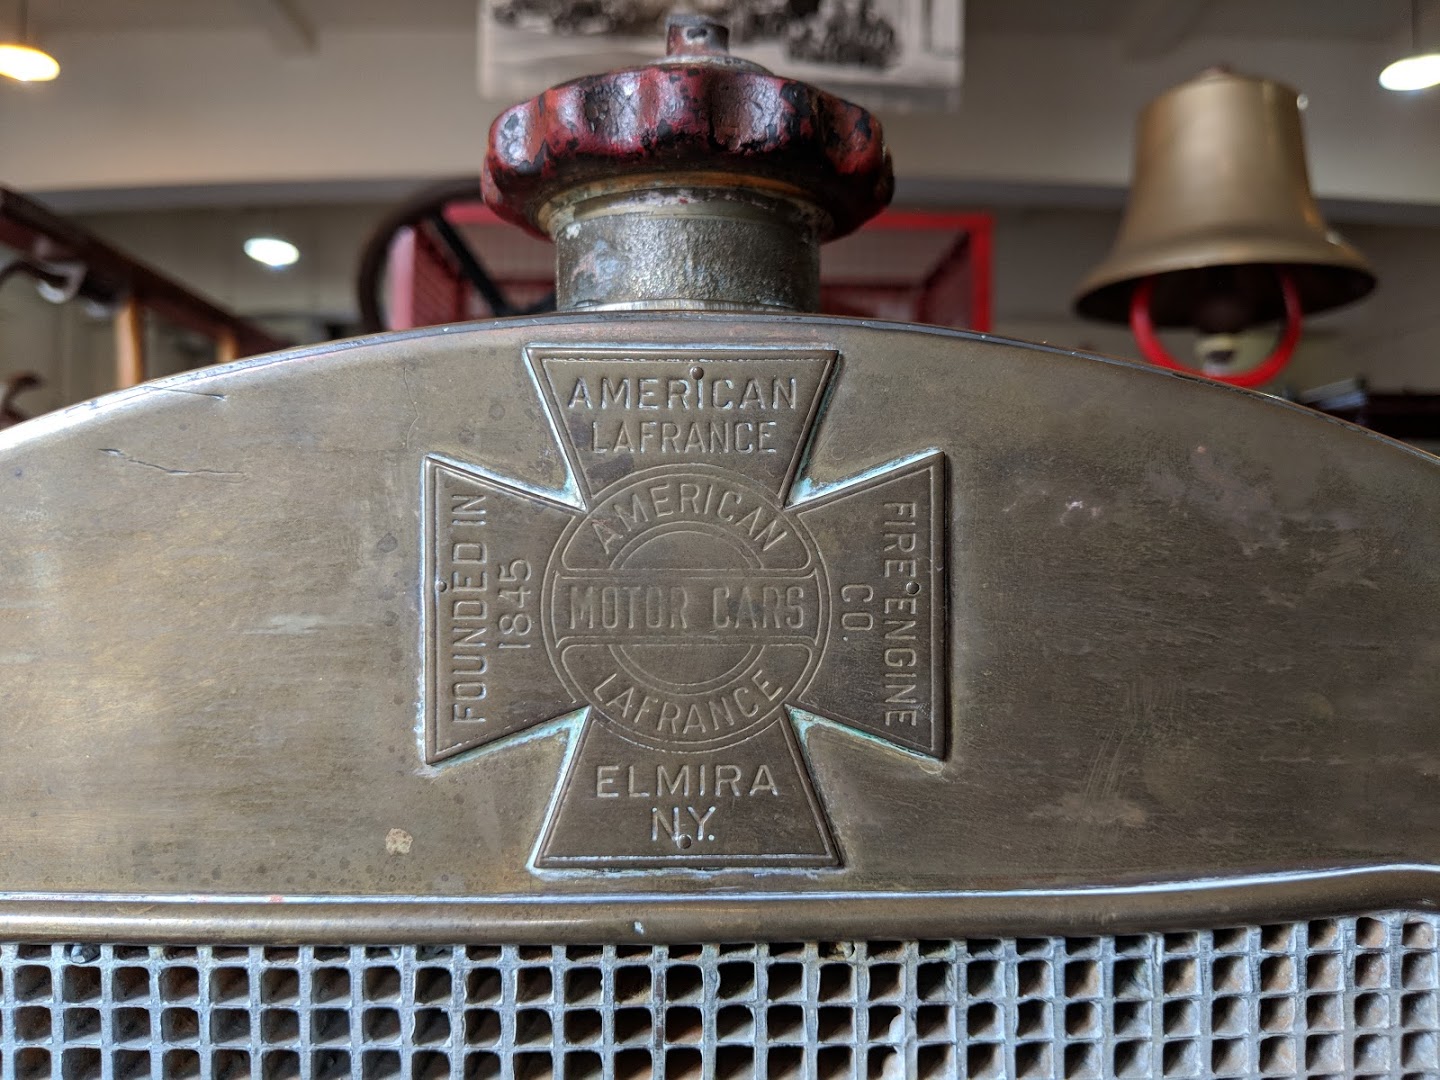 AMERICAN
LAFRANCE
FOUNDED IN
1845
AMERICAN
MOTOR CARS
LAFRANCE
FIRE ENGINE
CO.
ELMIRA
N.Y.